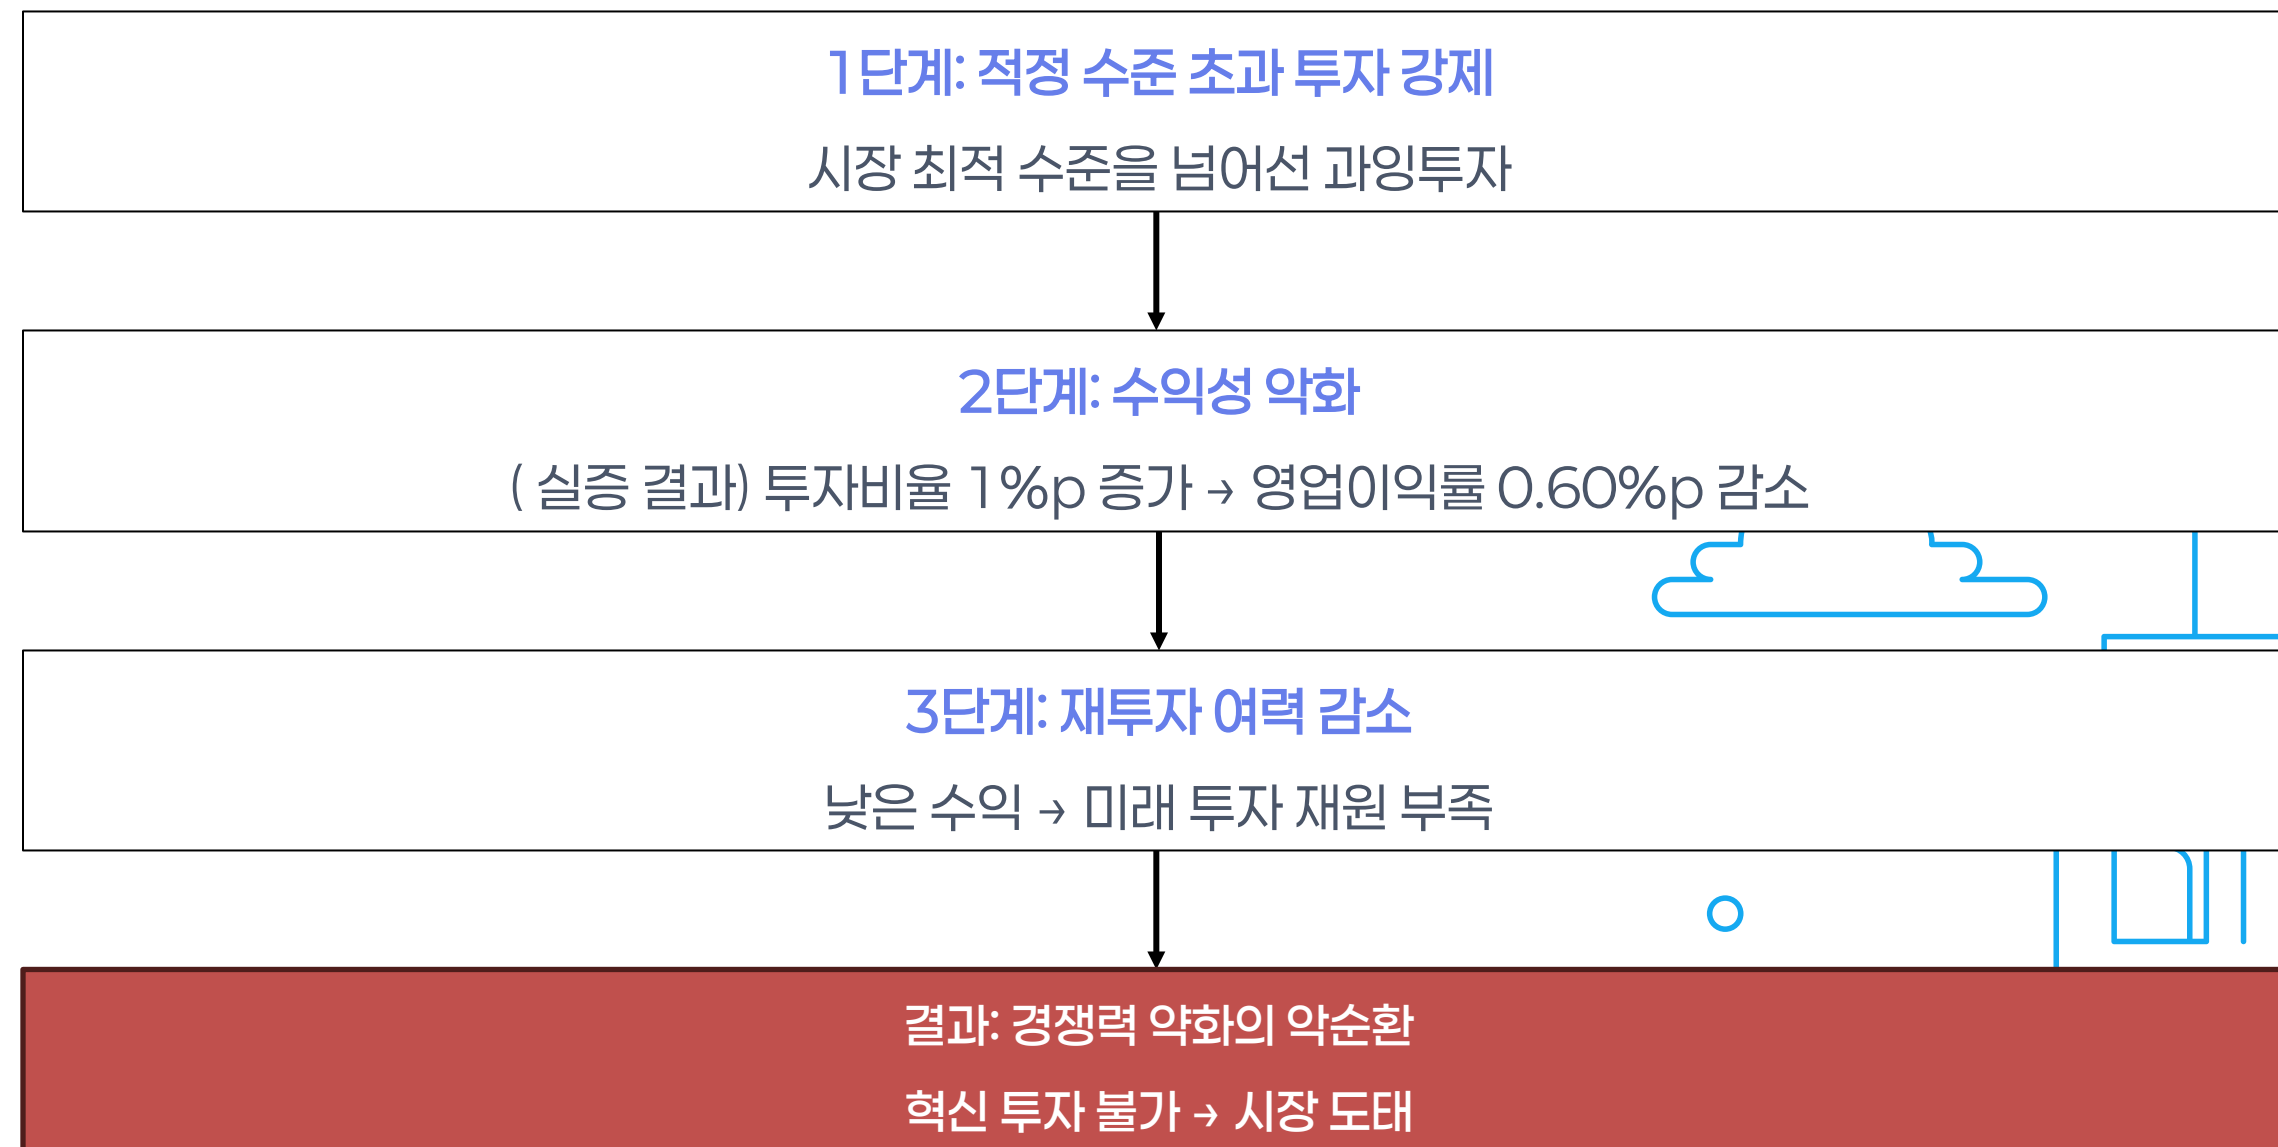 1단계: 적정 수준 초과 투자 강제
시장 최적 수준을 넘어선 과잉투자
2단계: 수익성 악화
( 실증 결과) 투자비율 1%p 증가 → 영업이익률 0.60%p 감소
3단계: 재투자 여력 감소
낮은 수익 → 미래 투자 재원 부족
결과: 경쟁력 약화의 악순환
혁신 투자 불가 → 시장 도태